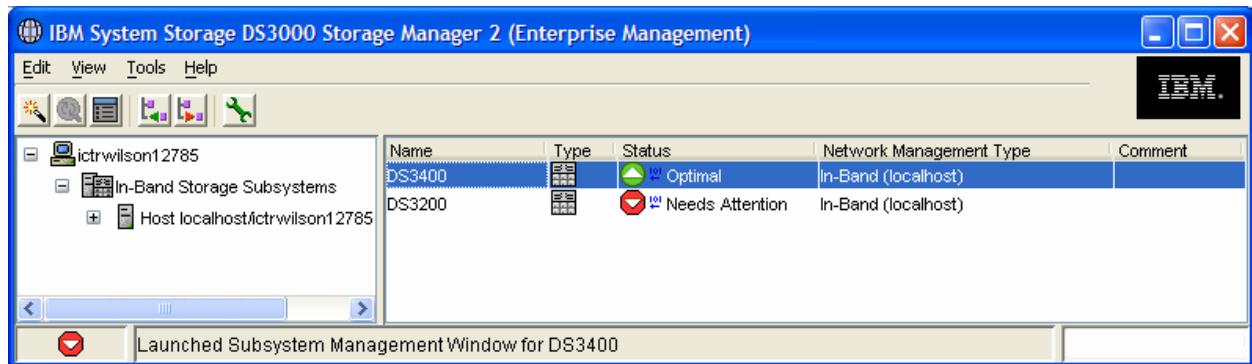 IBM System Storage DS3000 Storage Manager 2 (Enterprise Management)
Edit View Tools Help
IBM.
ictrwilson12785
In-Band Storage Subsystems
Host localhost/ictrwilson12785
Name Type Status Network Management Type Comment
DS3400 Optimal In-Band (localhost)
DS3200 Needs Attention In-Band (localhost)
Launched Subsystem Management Window for DS3400